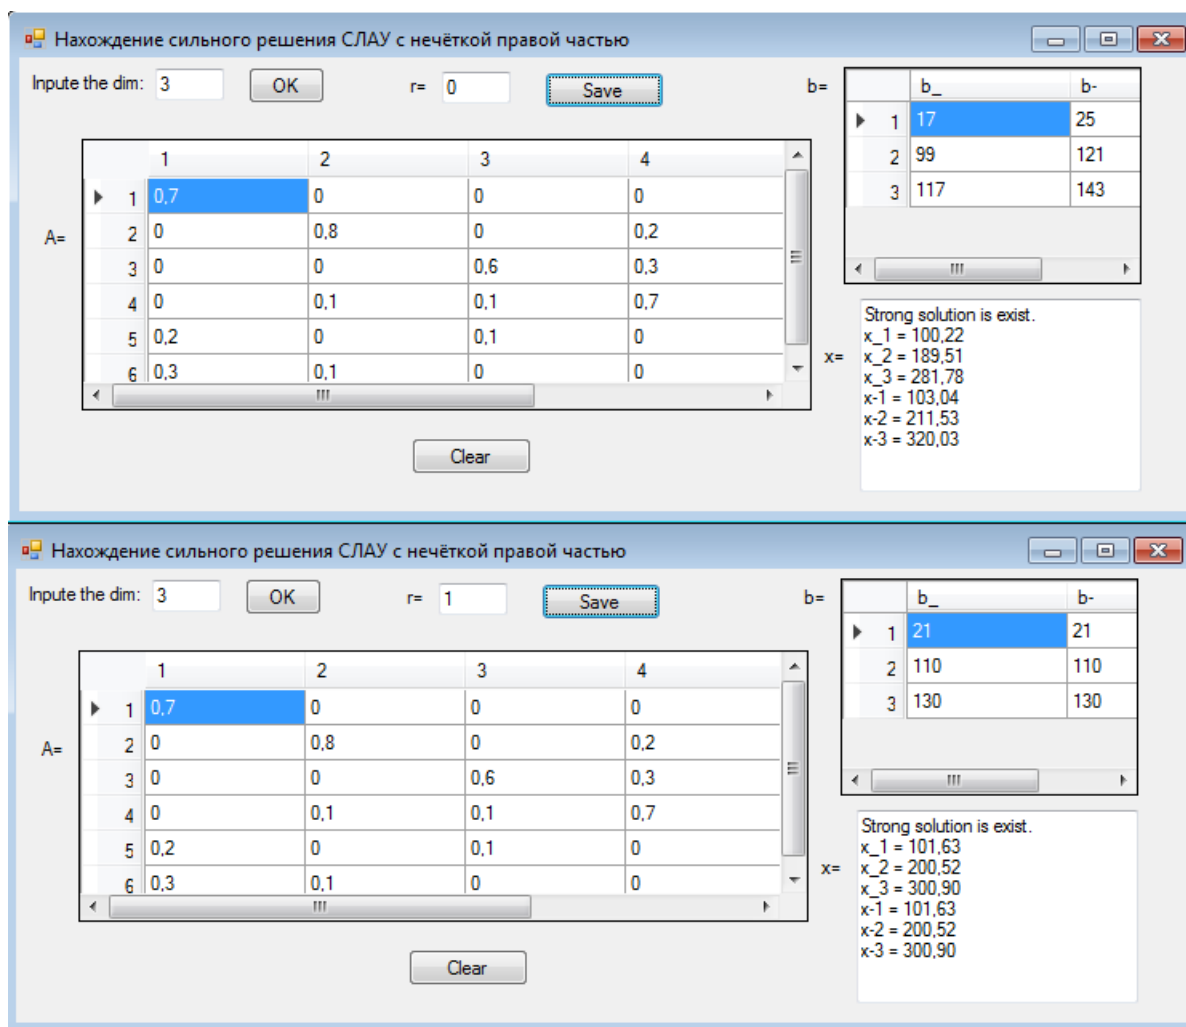 Нахождение сильного решения СЛАУ с нечёткой правой частью
Inpute the dim: 3 OK r= 0 Save b= b_ b-
1 17 25
2 99 121
3 117 143
1 2 3 4
1 0,7 0 0 0
A= 2 0 0,8 0 0,2
3 0 0 0,6 0,3
4 0 0,1 0,1 0,7
5 0,2 0 0,1 0
6 0,3 0,1 0 0
x=
Strong solution is exist.
x_1 = 100,22
x_2 = 189,51
x_3 = 281,78
x-1 = 103,04
x-2 = 211,53
x-3 = 320,03
Clear
Нахождение сильного решения СЛАУ с нечёткой правой частью
Inpute the dim: 3 OK r= 1 Save b= b_ b-
1 21 21
2 110 110
3 130 130
1 2 3 4
1 0,7 0 0 0
A= 2 0 0,8 0 0,2
3 0 0 0,6 0,3
4 0 0,1 0,1 0,7
5 0,2 0 0,1 0
6 0,3 0,1 0 0
x=
Strong solution is exist.
x_1 = 101,63
x_2 = 200,52
x_3 = 300,90
x-1 = 101,63
x-2 = 200,52
x-3 = 300,90
Clear